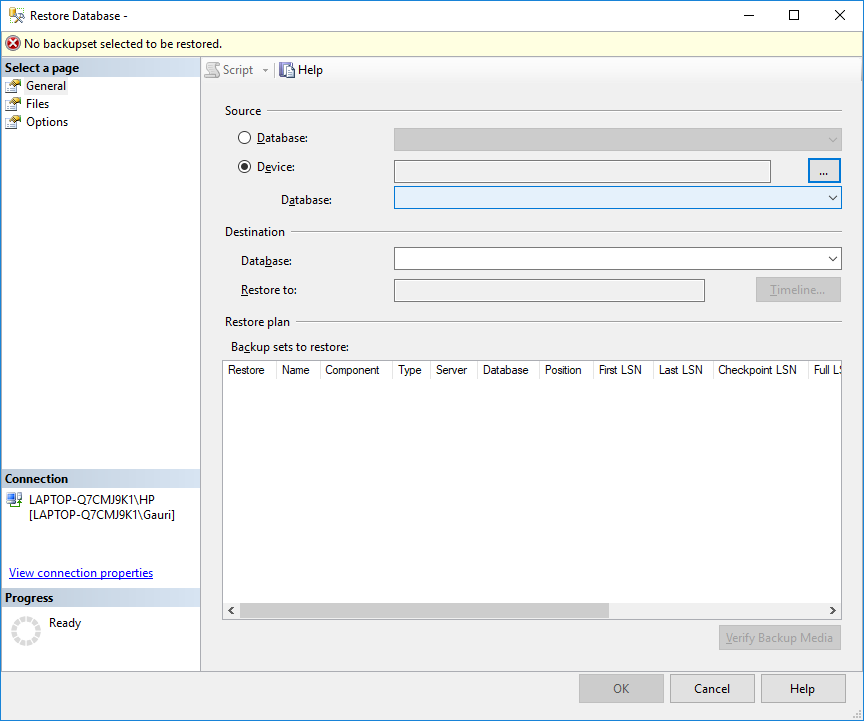 Restore Database -
No backupset selected to be restored.
Select a page
General
Files
Options
Script
Help
Source
Database:
Device:
...
Database:
Destination
Database:
Restore to:
Timeline...
Restore plan
Backup sets to restore:
Restore Name Component Type Server Database Position First LSN Last LSN Checkpoint LSN Full LS
Connection
LAPTOP-Q7CMJ9K1\HP
[LAPTOP-Q7CMJ9K1\Gauri]
View connection properties
Progress
Ready
Verify Backup Media
OK Cancel Help